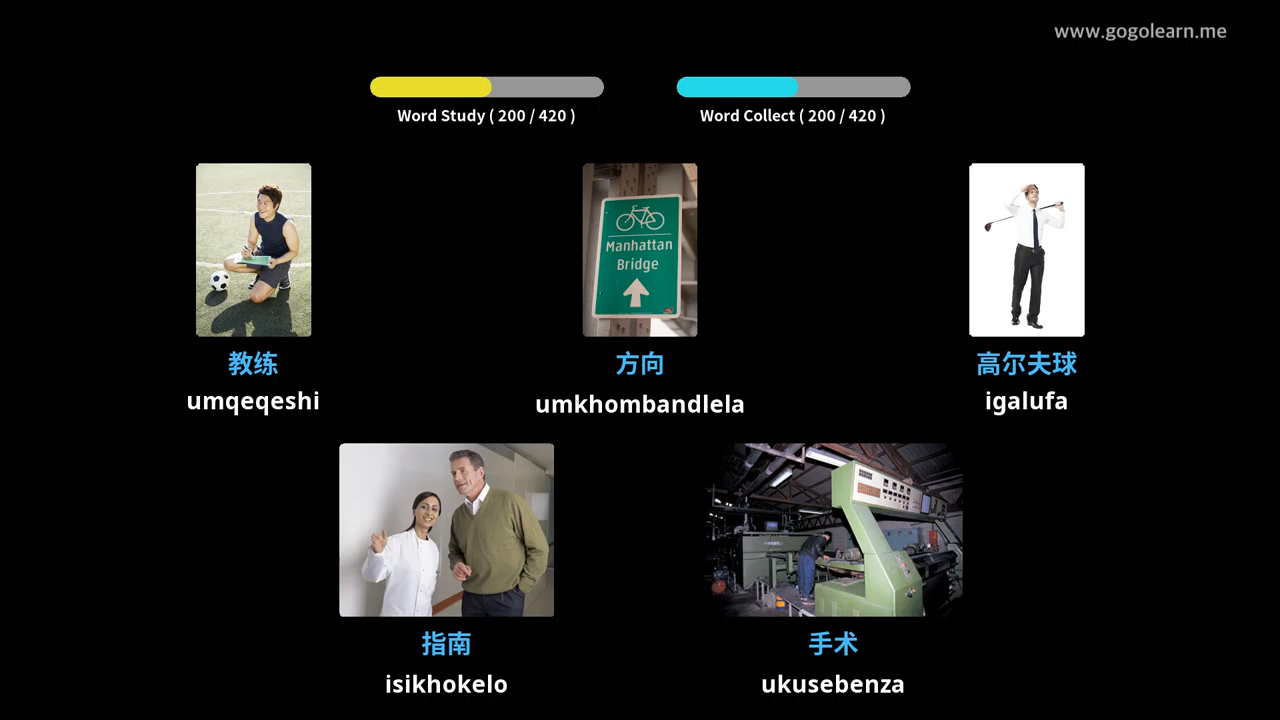 www.gogolearn.me
Word Study ( 200 / 420 )
Word Collect ( 200 / 420 )
Manhattan
Bridge
教练
umqeqeshi
方向
umkhombandlela
高尔夫球
igalufa
指南
isikhokelo
手术
ukusebenza